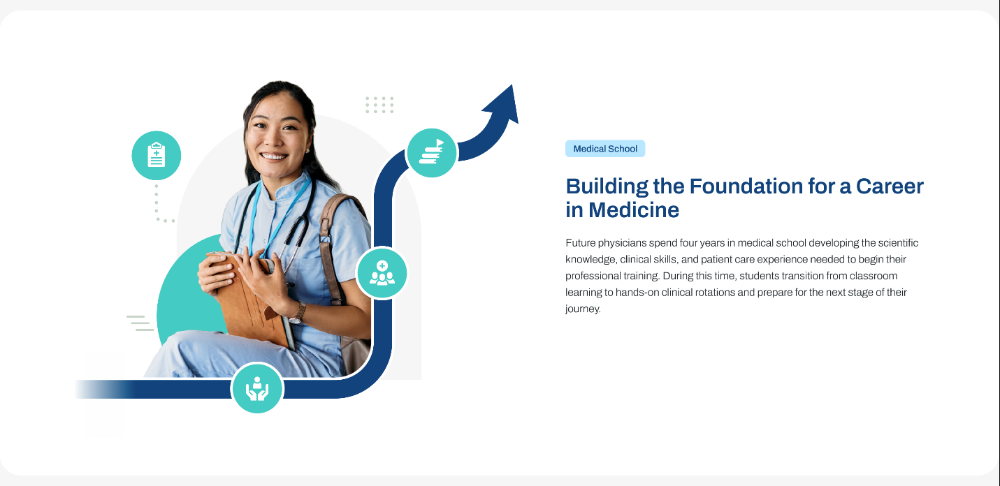 Medical School
Building the Foundation for a Career
in Medicine
Future physicians spend four years in medical school developing the scientific
knowledge, clinical skills, and patient care experience needed to begin their
professional training. During this time, students transition from classroom
learning to hands-on clinical rotations and prepare for the next stage of their
journey.